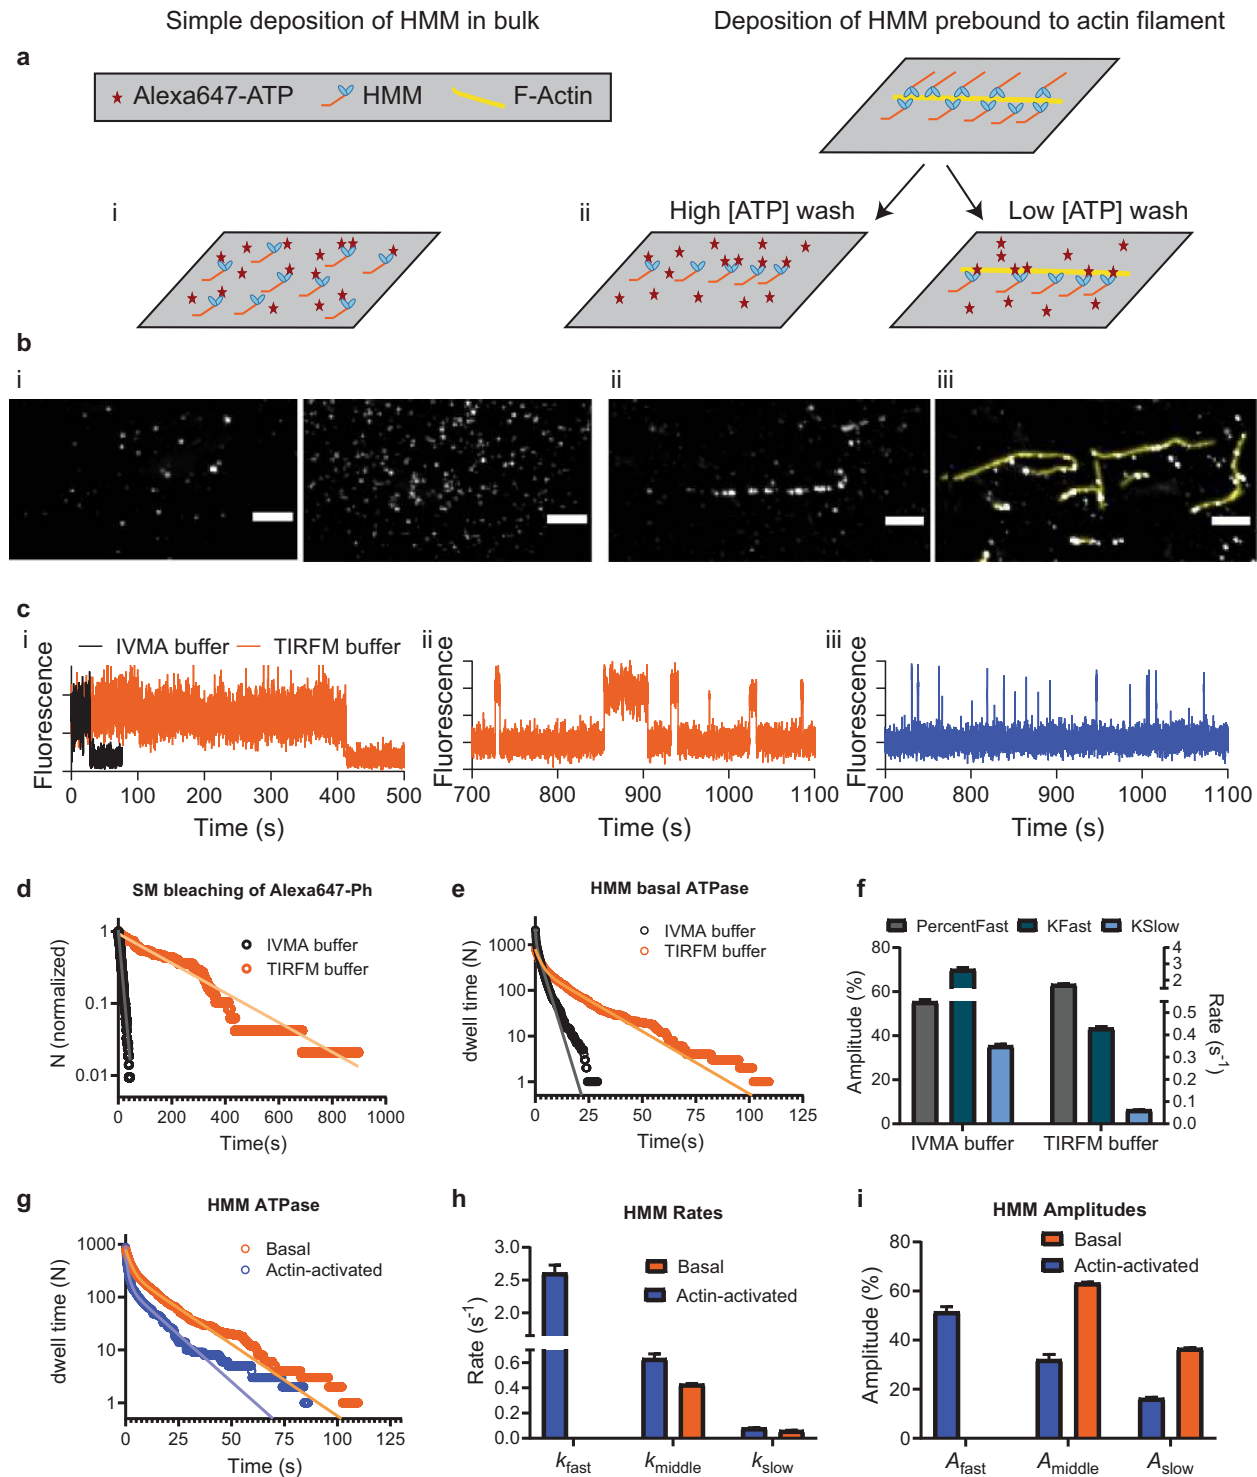 Simple deposition of HMM in bulk
Deposition of HMM prebound to actin filament
a
Alexa647-ATP
HMM
F-Actin
i
ii
High [ATP] wash
Low [ATP] wash
b
i
ii
iii
c
i
IVMA buffer
TIRFM buffer
Fluorescence
0 100 200 300 400 500
Time (s)
ii
Fluorescence
700 800 900 1000 1100
Time (s)
iii
Fluorescence
700 800 900 1000 1100
Time (s)
d
SM bleaching of Alexa647-Ph
IVMA buffer
TIRFM buffer
N (normalized)
1
0.1
0.01
0 200 400 600 800 1000
Time(s)
e
HMM basal ATPase
IVMA buffer
TIRFM buffer
dwell time (N)
1000
100
10
1
0 25 50 75 100 125
Time(s)
f
PercentFast
KFast
KSlow
Amplitude (%)
80
60
40
20
0
4
3
2
0.5
0.4
0.3
0.2
0.1
0.0
Rate (s-1)
IVMA buffer
TIRFM buffer
g
HMM ATPase
Basal
Actin-activated
dwell time (N)
1000
100
10
1
0 25 50 75 100 125
Time (s)
h
HMM Rates
Basal
Actin-activated
Rate (s-1)
3.0
2.5
2.0
0.6
0.4
0.2
0.0
kfast
kmiddle
kslow
i
HMM Amplitudes
Basal
Actin-activated
Amplitude (%)
80
60
40
20
0
Afast
Amiddle
Aslow